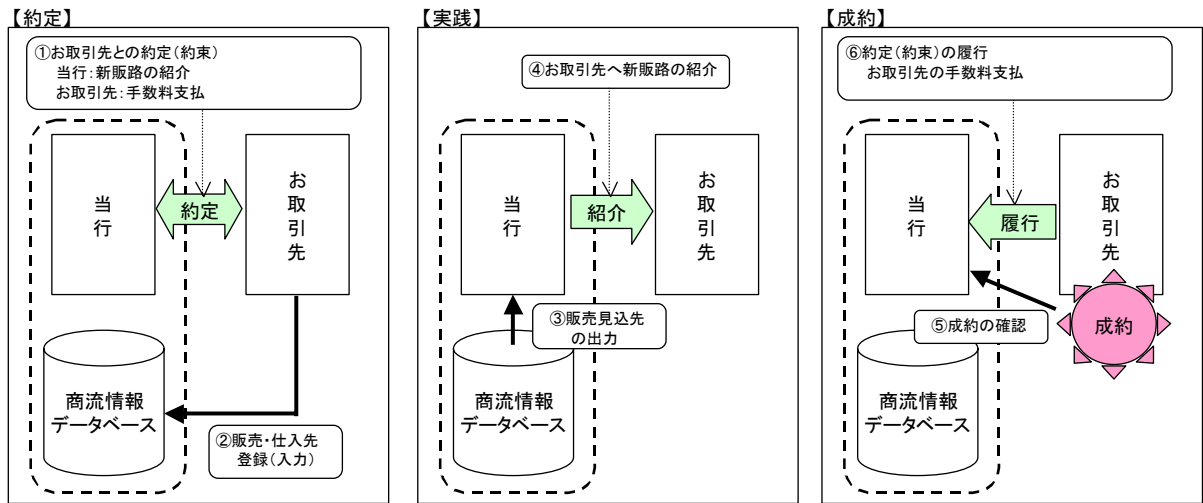 【約定】
①お取引先との約定(約束)
当行：新販路の紹介
お取引先：手数料支払
当行
約定
お取引先
商流情報
データベース
②販売・仕入先
登録(入力)
【実践】
④お取引先へ新販路の紹介
当行
紹介
お取引先
③販売見込先
の出力
商流情報
データベース
【成約】
⑥約定(約束)の履行
お取引先の手数料支払
当行
履行
お取引先
⑤成約の確認
成約
商流情報
データベース